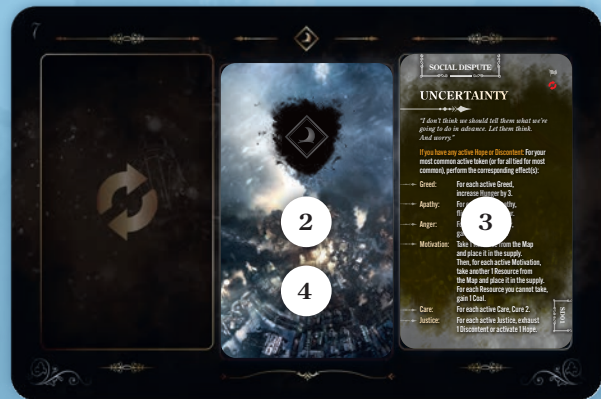 7
SOCIAL DISPUTE
UNCERTAINTY
"I don't think we should tell them what we're
going to do in advance. Let them think.
And worry."
If you have any active Hope or Discontent: For your
most common active token (or for all tied for most
common), perform the corresponding effect(s):
Greed: For each active Greed,
increase Hunger by 3.
Apathy:
Anger:
Motivation: Take 1 from the Map
and place it in the supply.
Then, for each active Motivation,
take another 1 Resource from
the Map and place it in the supply.
For each Resource you cannot take,
gain 1 Coal.
Care: For each active Care, Cure 2.
Justice: For each active Justice, exhaust
1 Discontent or activate 1 Hope.
2
3
4